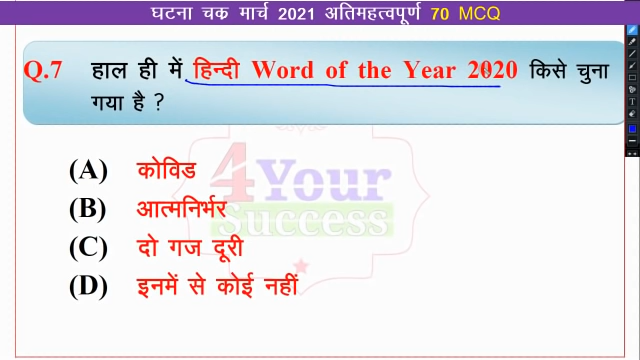 घटना चक्र मार्च 2021 अतिमहत्वपूर्ण 70 MCQ
Q.7 हाल ही में हिन्दी Word of the Year 2020 किसे चुना
गया है ?
4Your
Success
(A) कोविड
(B) आत्मनिर्भर
(C) दो गज दूरी
(D) इनमें से कोई नहीं